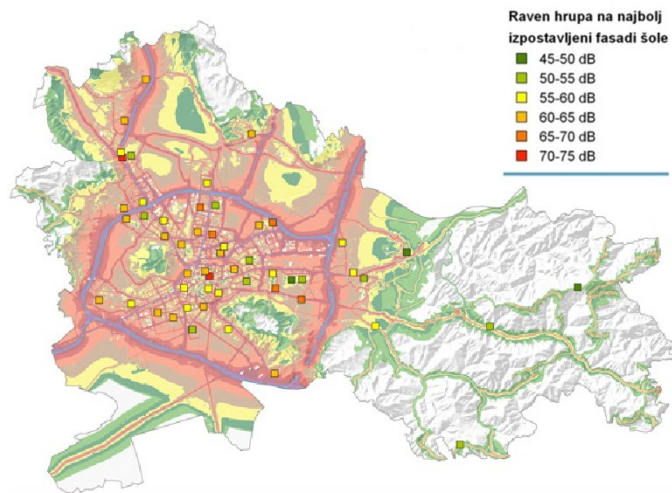 Raven hrupa na najbolj
izpostavljeni fasadi šole
45-50 dB
50-55 dB
55-60 dB
60-65 dB
65-70 dB
70-75 dB